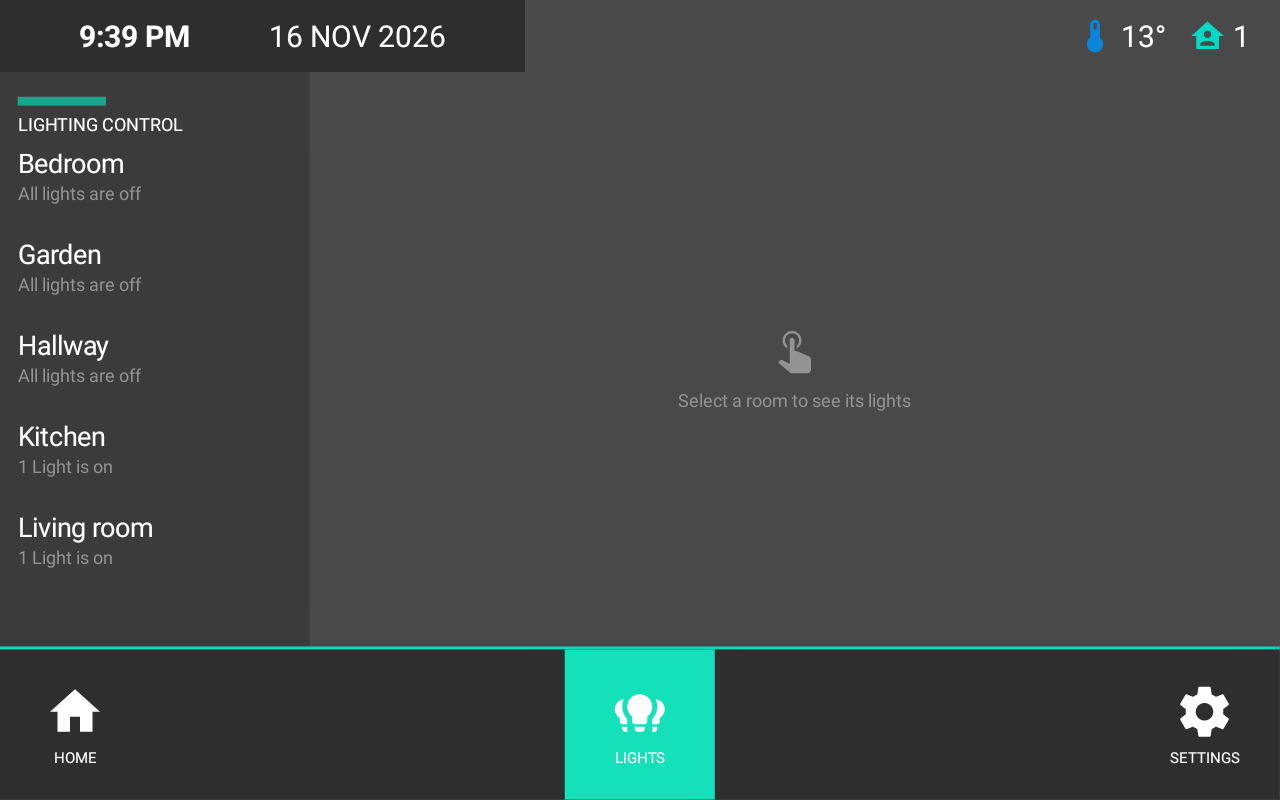 9:39 PM
16 NOV 2026
13°
1
LIGHTING CONTROL
Bedroom
All lights are off
Garden
All lights are off
Hallway
All lights are off
Kitchen
1 Light is on
Living room
1 Light is on
Select a room to see its lights
HOME
LIGHTS
SETTINGS